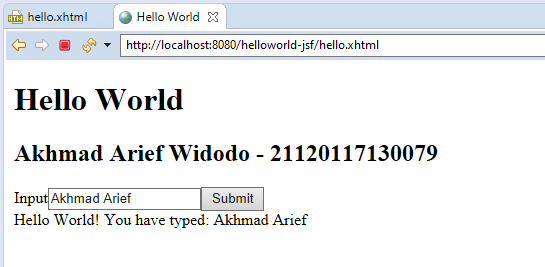 hello.xhtml Hello World
http://localhost:8080/helloworld-jsf/hello.xhtml
Hello World
Akhmad Arief Widodo - 21120117130079
Input Akhmad Arief Submit
Hello World! You have typed: Akhmad Arief